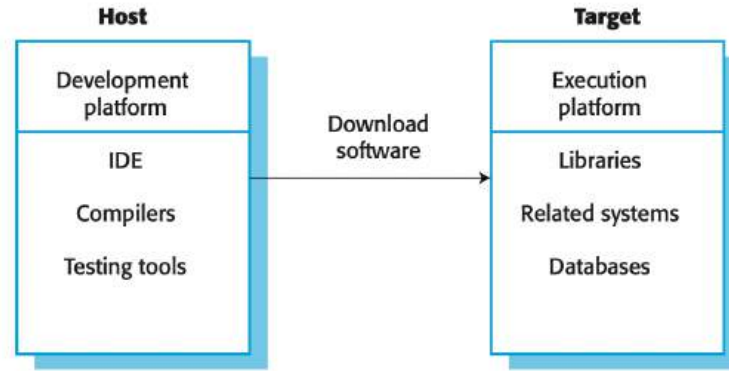 Host
Development
platform
IDE
Compilers
Testing tools
Download
software
Target
Execution
platform
Libraries
Related systems
Databases